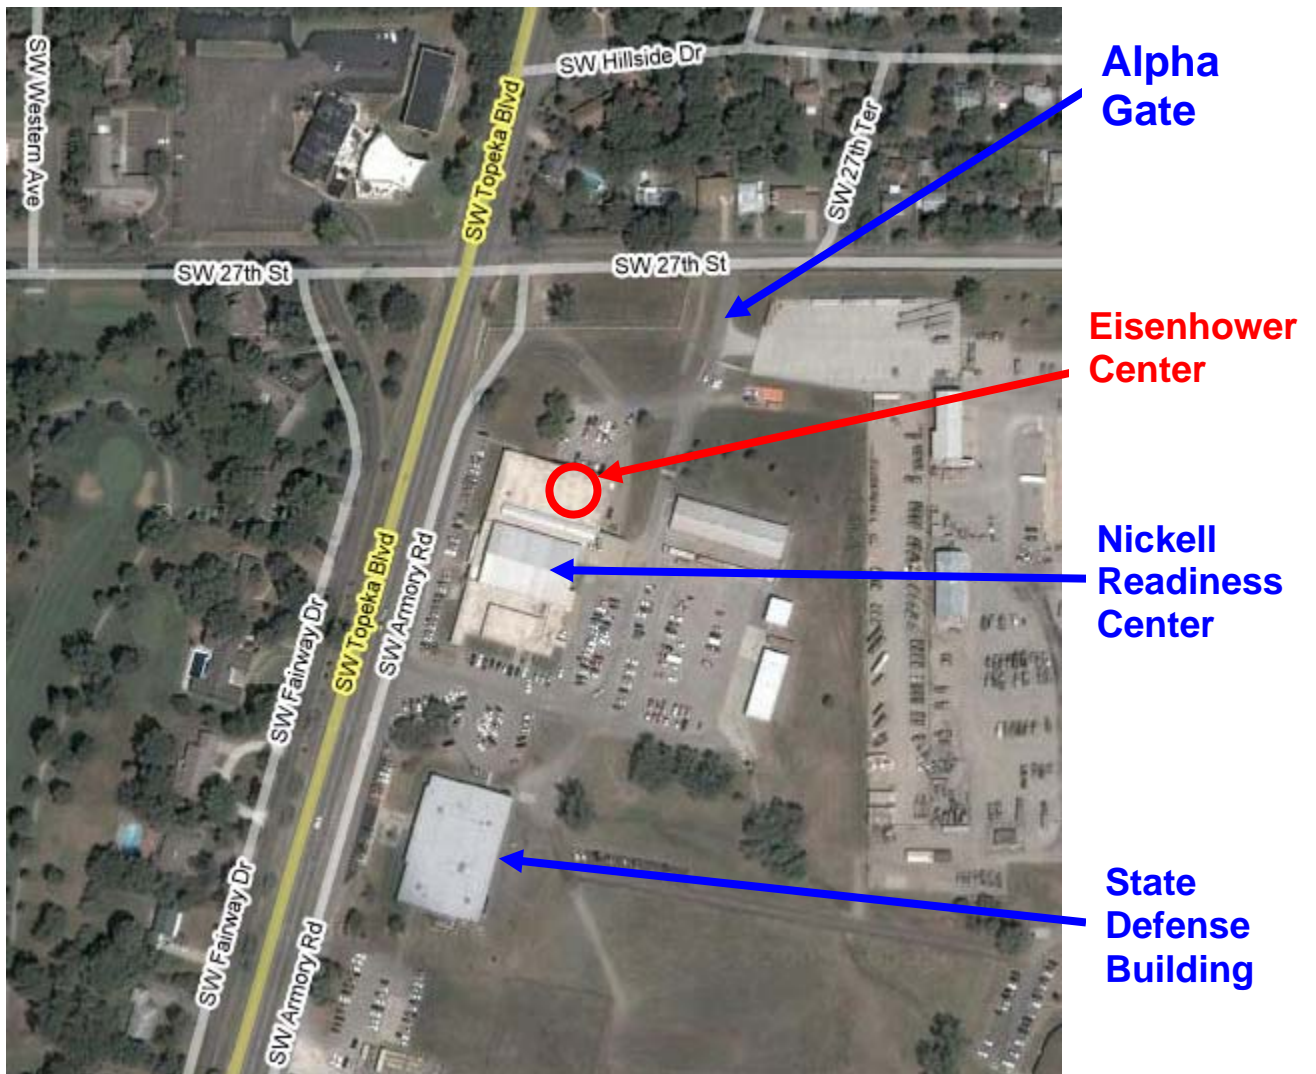 SW Western Ave
SW Topeka Blvd
SW Hillside Dr
SW 27th Ter
Alpha
Gate
SW 27th St
SW 27th St
Eisenhower
Center
SW Topeka Blvd
SW Armory Rd
SW Fairway Dr
Nickell
Readiness
Center
SW Fairway Dr
SW Armory Rd
State
Defense
Building